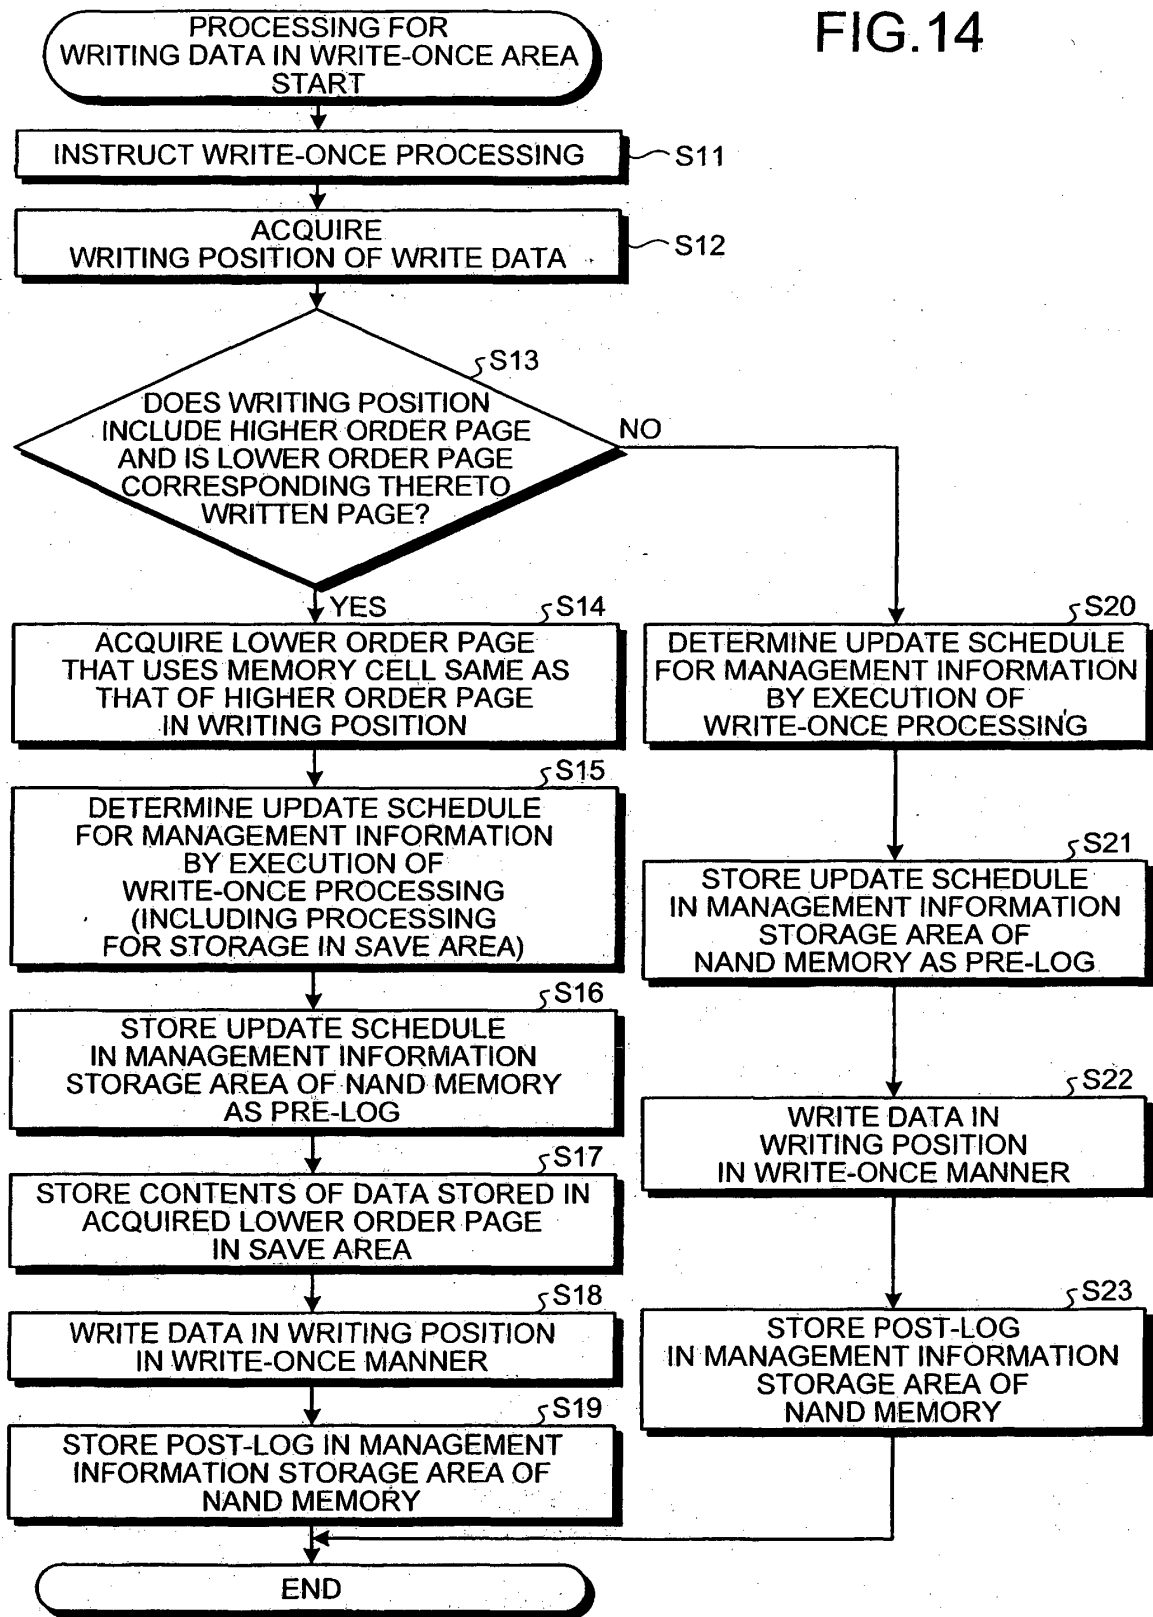 FIG.14
PROCESSING FOR
WRITING DATA IN WRITE-ONCE AREA
START
INSTRUCT WRITE-ONCE PROCESSING
S11
ACQUIRE
WRITING POSITION OF WRITE DATA
S12
S13
DOES WRITING POSITION
INCLUDE HIGHER ORDER PAGE
AND IS LOWER ORDER PAGE
CORRESPONDING THERETO
WRITTEN PAGE?
NO
YES
S14
ACQUIRE LOWER ORDER PAGE
THAT USES MEMORY CELL SAME AS
THAT OF HIGHER ORDER PAGE
IN WRITING POSITION
S15
DETERMINE UPDATE SCHEDULE
FOR MANAGEMENT INFORMATION
BY EXECUTION OF
WRITE-ONCE PROCESSING
(INCLUDING PROCESSING
FOR STORAGE IN SAVE AREA)
S16
STORE UPDATE SCHEDULE
IN MANAGEMENT INFORMATION
STORAGE AREA OF NAND MEMORY
AS PRE-LOG
S17
STORE CONTENTS OF DATA STORED IN
ACQUIRED LOWER ORDER PAGE
IN SAVE AREA
S18
WRITE DATA IN WRITING POSITION
IN WRITE-ONCE MANNER
S19
STORE POST-LOG IN MANAGEMENT
INFORMATION STORAGE AREA OF
NAND MEMORY
S20
DETERMINE UPDATE SCHEDULE
FOR MANAGEMENT INFORMATION
BY EXECUTION OF
WRITE-ONCE PROCESSING
S21
STORE UPDATE SCHEDULE
IN MANAGEMENT INFORMATION
STORAGE AREA OF
NAND MEMORY AS PRE-LOG
S22
WRITE DATA IN
WRITING POSITION
IN WRITE-ONCE MANNER
S23
STORE POST-LOG
IN MANAGEMENT INFORMATION
STORAGE AREA OF
NAND MEMORY
END